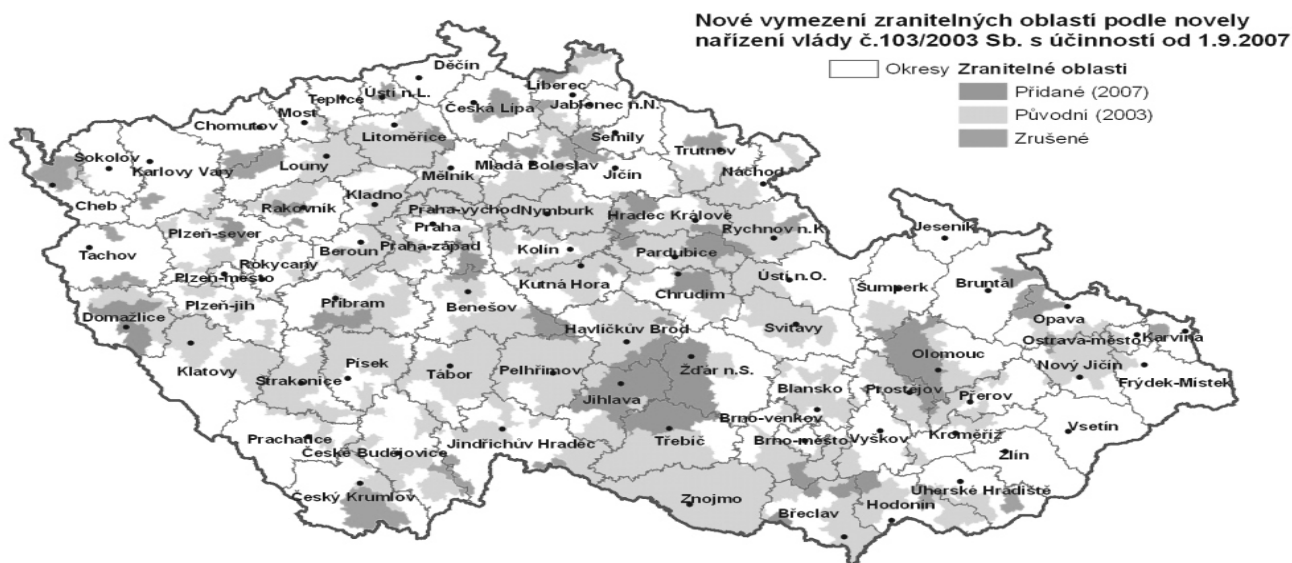 Nové vymezení zranitelných oblastí podle novely
nařízení vlády č.103/2003 Sb. s účinností od 1.9.2007
Okresy Zranitelné oblasti
Přidané (2007)
Původní (2003)
Zrušené
Děčín
Liberec
Teplice
Ústí n.L.
Česká Lípa
Jablonec n.N.
Most
Chomutov
Litoměřice
Semily
Trutnov
Sokolov
Karlovy Vary
Louny
Mladá Boleslav
Jičín
Mělník
Náchod
Cheb
Kladno
Rakovník
Praha-východ
Nymburk
Hradec Králové
Praha
Rychnov n.K
Jeseník
Plzeň-sever
Beroun
Praha-západ
Kolín
Pardubice
Tachov
Rokycany
Plzeň-město
Kutná Hora
Chrudim
Ústí n.O.
Šumperk
Bruntál
Plzeň-jih
Příbram
Benešov
Domažlice
Havlíčkův Brod
Svitavy
Opava
Ostrava-město
Karviná
Olomouc
Klatovy
Písek
Tábor
Pelhřimov
Žďár n.S.
Nový Jičín
Strakonice
Frýdek-Místek
Jihlava
Blansko
Prostějov
Přerov
Brno-venkov
Prachatice
Jindřichův Hradec
Třebíč
Brno-město
Vyškov
Kroměříž
Vsetín
České Budějovice
Zlín
Český Krumlov
Znojmo
Uherské Hradiště
Hodonín
Břeclav